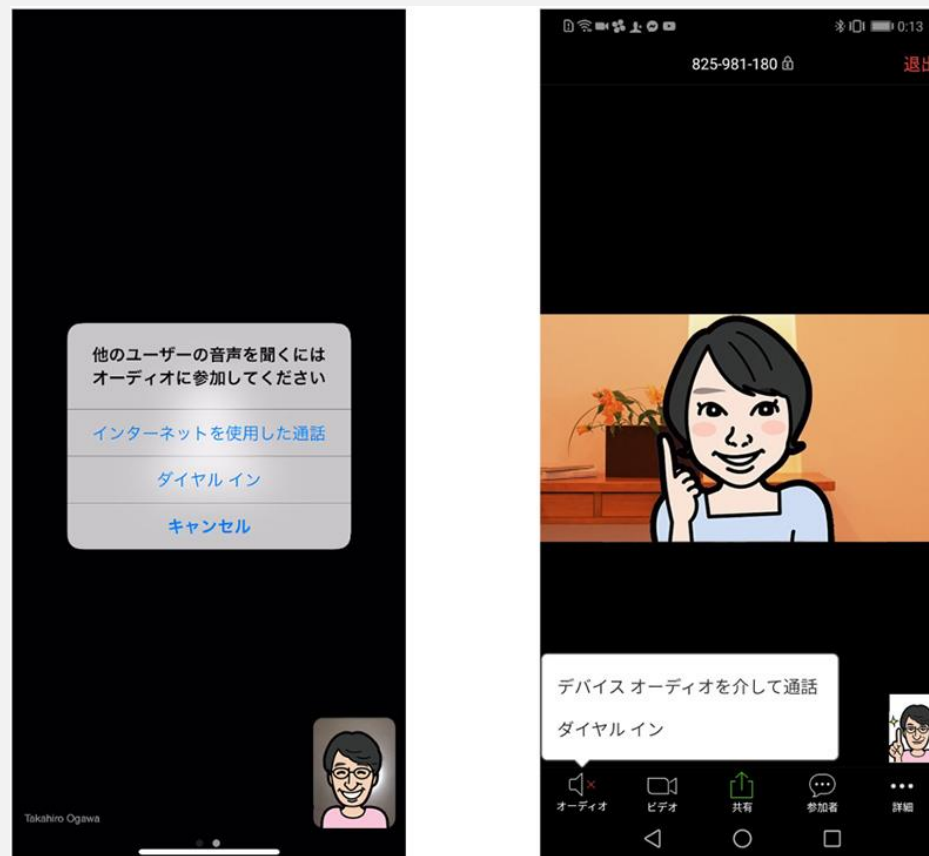 他のユーザーの音声を聞くには
オーディオに参加してください
インターネットを使用した通話
ダイヤル イン
キャンセル
Takahiro Ogawa
0:13
825-981-180
退出
デバイス オーディオを介して通話
ダイヤル イン
オーディオ
ビデオ
共有
参加者
詳細